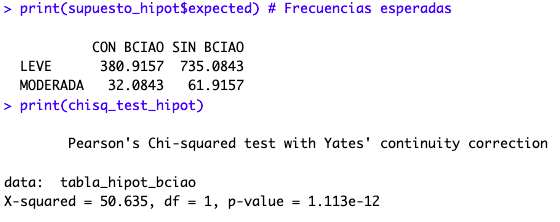 > print(supuesto_hipot$expected) # Frecuencias esperadas
CON BCIAO SIN BCIAO
LEVE 380.9157 735.0843
MODERADA 32.0843 61.9157
> print(chisq_test_hipot)
Pearson's Chi-squared test with Yates' continuity correction
data: tabla_hipot_bciao
X-squared = 50.635, df = 1, p-value = 1.113e-12